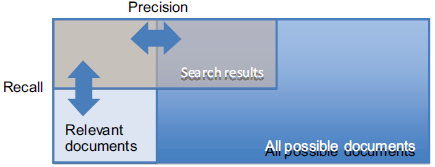 Precision
Search results
Recall
Relevant
documents
All possible documents